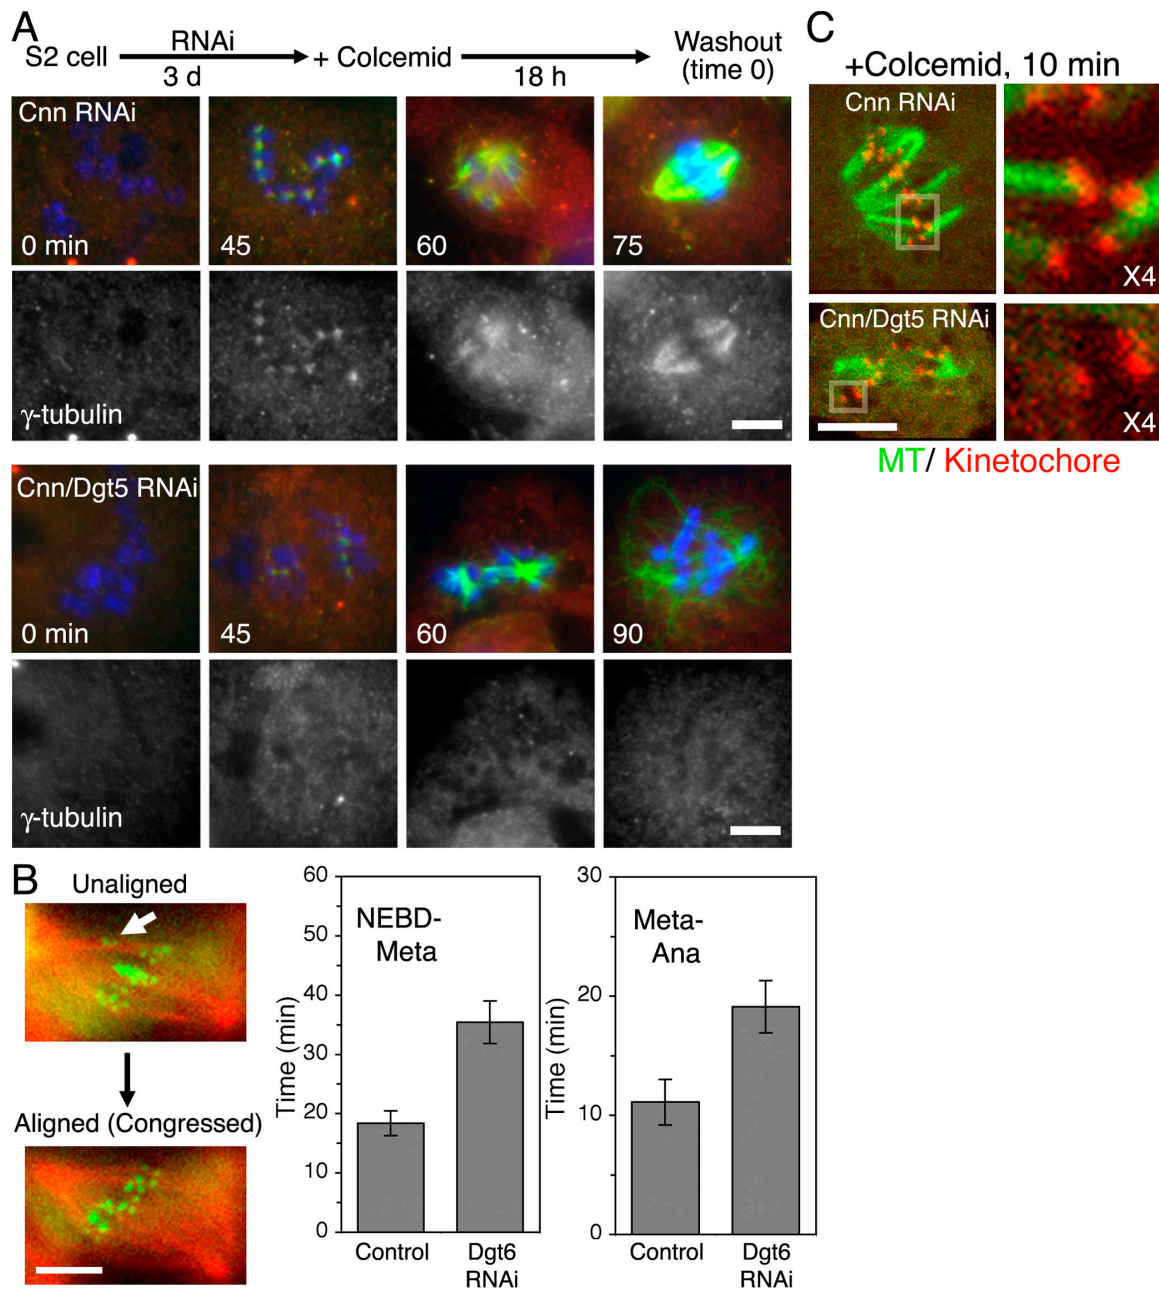 A
S2 cell
RNAi
3 d
+ Colcemid
18 h
Washout
(time 0)
Cnn RNAi
0 min
45
60
75
γ-tubulin
Cnn/Dgt5 RNAi
0 min
45
60
90
γ-tubulin
B
Unaligned
Aligned (Congressed)
60
50
40
30
20
10
0
Time (min)
NEBD-
Meta
Control
Dgt6
RNAi
30
20
10
0
Time (min)
Meta-
Ana
Control
Dgt6
RNAi
C
+Colcemid, 10 min
Cnn RNAi
X4
Cnn/Dgt5 RNAi
X4
MT/ Kinetochore